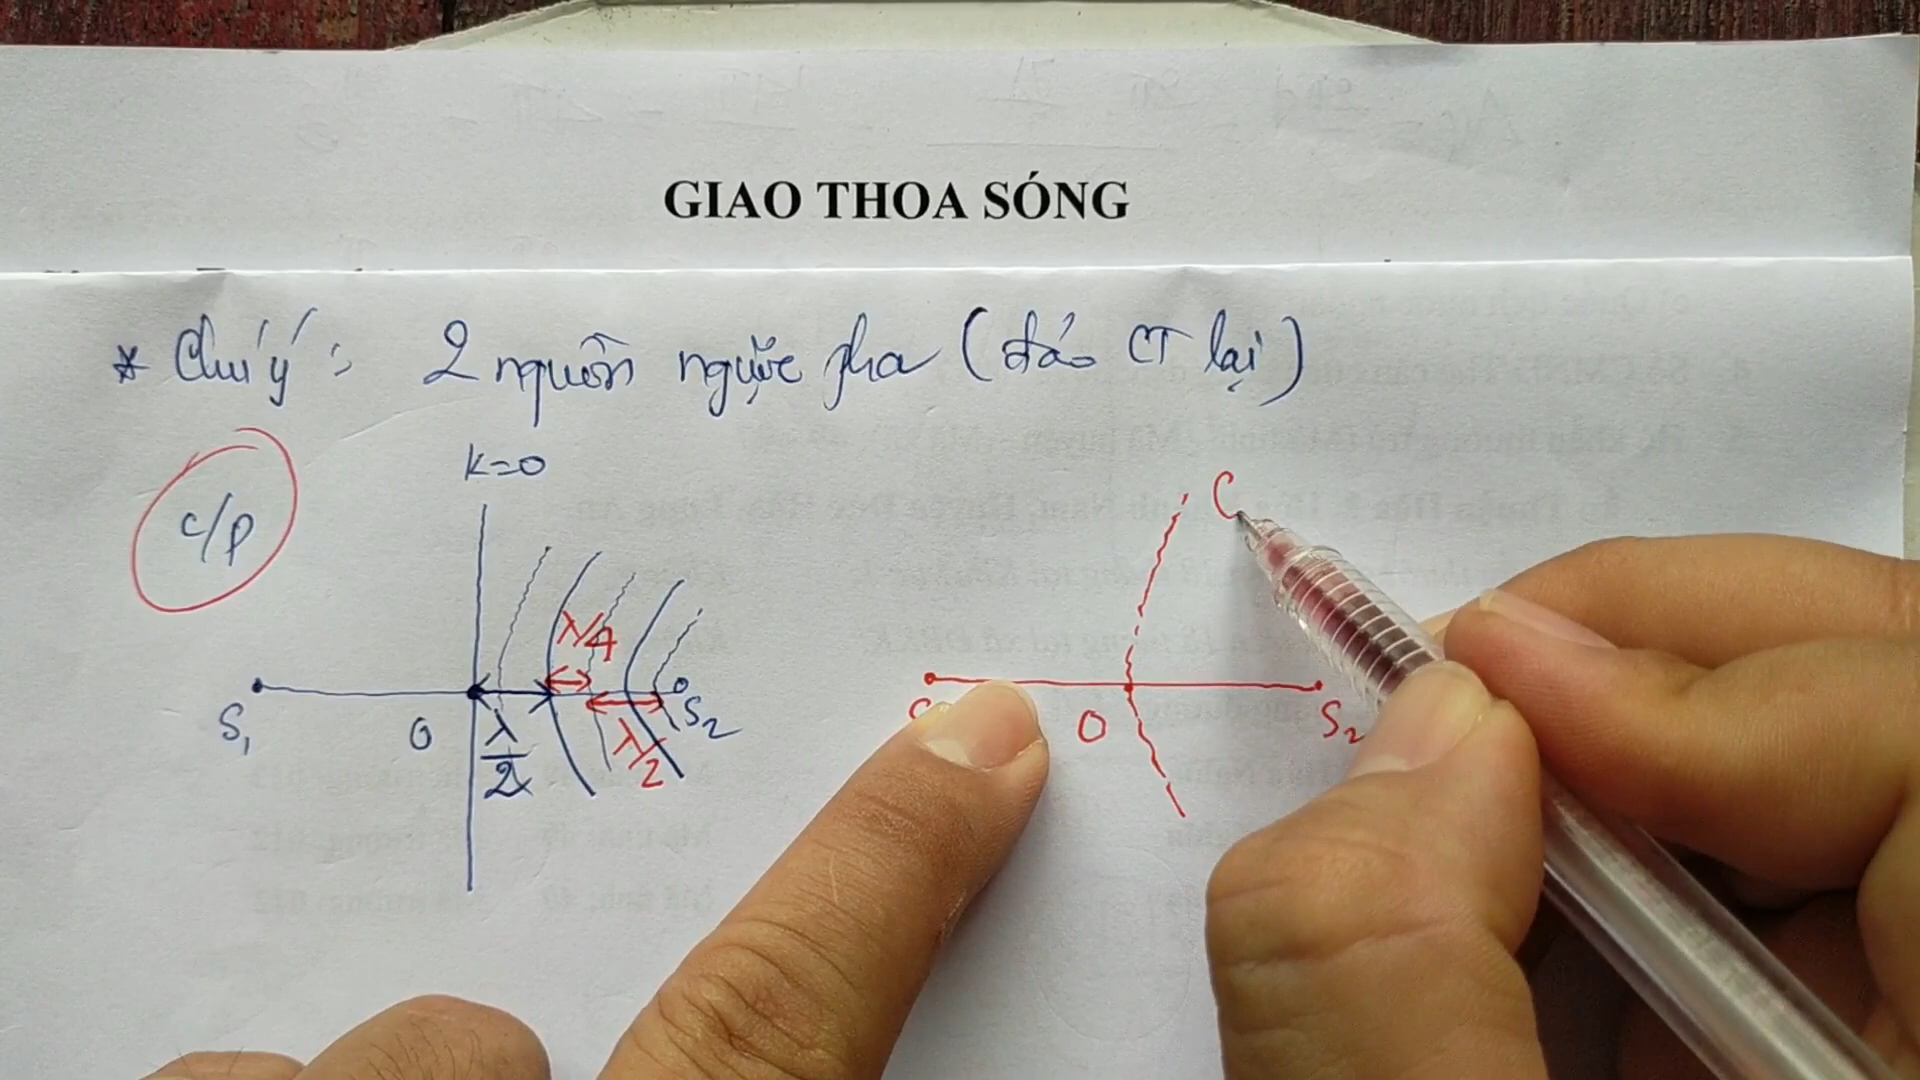 GIAO THOA SÓNG
* Chú ý: 2 nguồn ngược pha (đảo CT lại)
k=0
C
c/p
λ/4
S₁ O λ/2 λ/2 S₂
O S₂